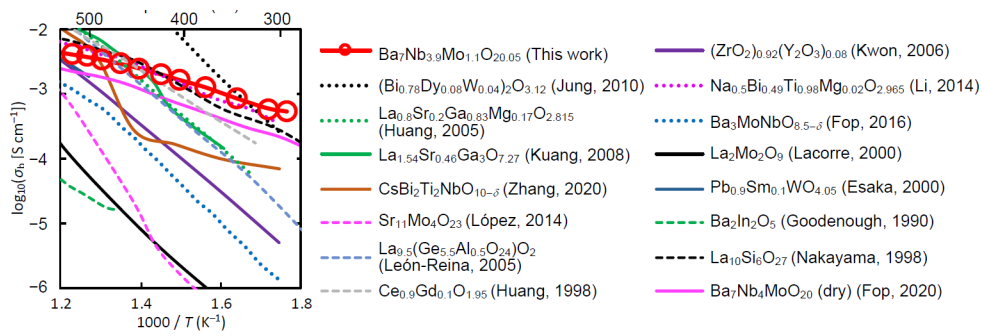 500 400 300
−2
−3
−4
−5
−6
log₁₀(σb [S cm⁻¹])
1.2 1.4 1.6 1.8
1000 / T (K⁻¹)
Ba₇Nb₃.₉Mo₁.₁O₂₀.₀₅ (This work)
(Bi₀.₇₈Dy₀.₀₈W₀.₀₄)₂O₃.₁₂ (Jung, 2010)
La₀.₈Sr₀.₂Ga₀.₈₃Mg₀.₁₇O₂.₈₁₅
(Huang, 2005)
La₁.₅₄Sr₀.₄₆Ga₃O₇.₂₇ (Kuang, 2008)
CsBi₂Ti₂NbO₁₀₋δ (Zhang, 2020)
Sr₁₁Mo₄O₂₃ (López, 2014)
La₉.₅(Ge₅.₅Al₀.₅O₂₄)O₂
(León-Reina, 2005)
Ce₀.₉Gd₀.₁O₁.₉₅ (Huang, 1998)
(ZrO₂)₀.₉₂(Y₂O₃)₀.₀₈ (Kwon, 2006)
Na₀.₅Bi₀.₄₉Ti₀.₉₈Mg₀.₀₂O₂.₉₆₅ (Li, 2014)
Ba₃MoNbO₈.₅₋δ (Fop, 2016)
La₂Mo₂O₉ (Lacorre, 2000)
Pb₀.₉Sm₀.₁WO₄.₀₅ (Esaka, 2000)
Ba₂In₂O₅ (Goodenough, 1990)
La₁₀Si₆O₂₇ (Nakayama, 1998)
Ba₇Nb₄MoO₂₀ (dry) (Fop, 2020)